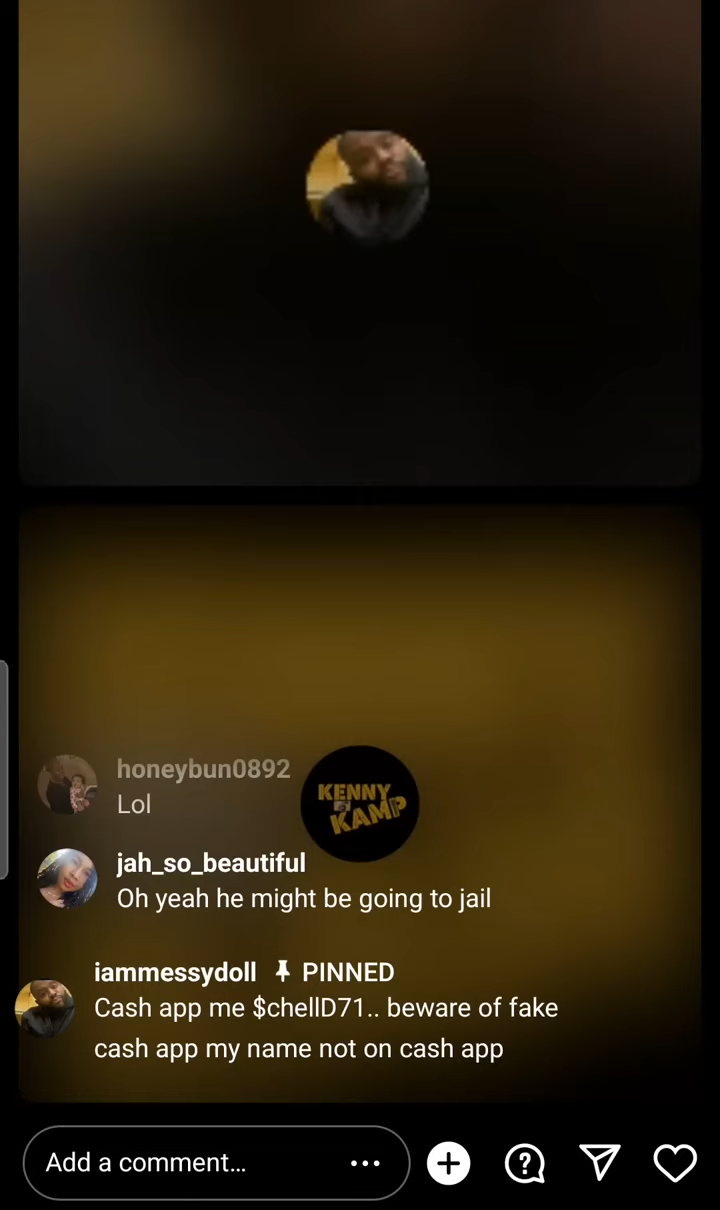 honeybun0892
Lol
KENNY
KAMP
jah_so_beautiful
Oh yeah he might be going to jail
iammessydoll PINNED
Cash app me $chellD71.. beware of fake
cash app my name not on cash app
Add a comment...